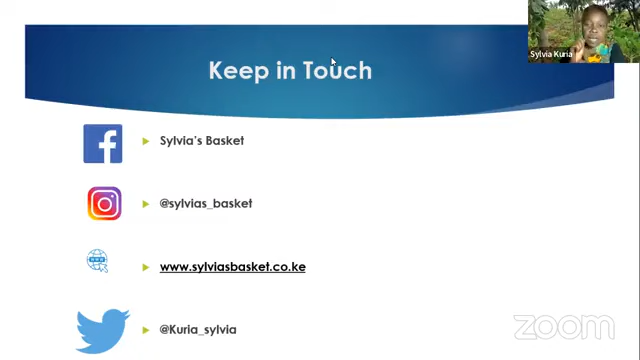 Keep in Touch
Sylvia Kuria
Sylvia's Basket
@sylvias_basket
www.sylviasbasket.co.ke
@Kuria_sylvia
zoom